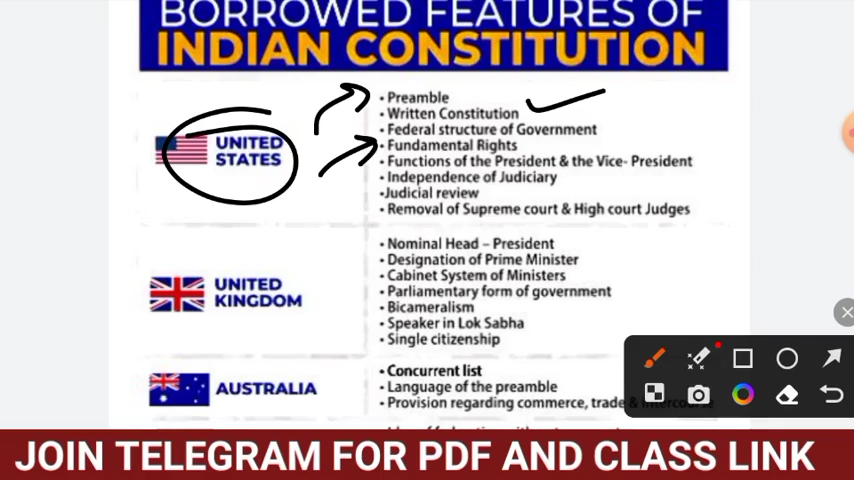 BORROWED FEATURES OF
INDIAN CONSTITUTION
UNITED
STATES
• Preamble
• Written Constitution
• Federal structure of Government
• Fundamental Rights
• Functions of the President & the Vice- President
• Independence of Judiciary
•Judicial review
• Removal of Supreme court & High court Judges
UNITED
KINGDOM
• Nominal Head – President
• Designation of Prime Minister
• Cabinet System of Ministers
• Parliamentary form of government
• Bicameralism
• Speaker in Lok Sabha
• Single citizenship
AUSTRALIA
• Concurrent list
• Language of the preamble
• Provision regarding commerce, trade & intercourse
JOIN TELEGRAM FOR PDF AND CLASS LINK